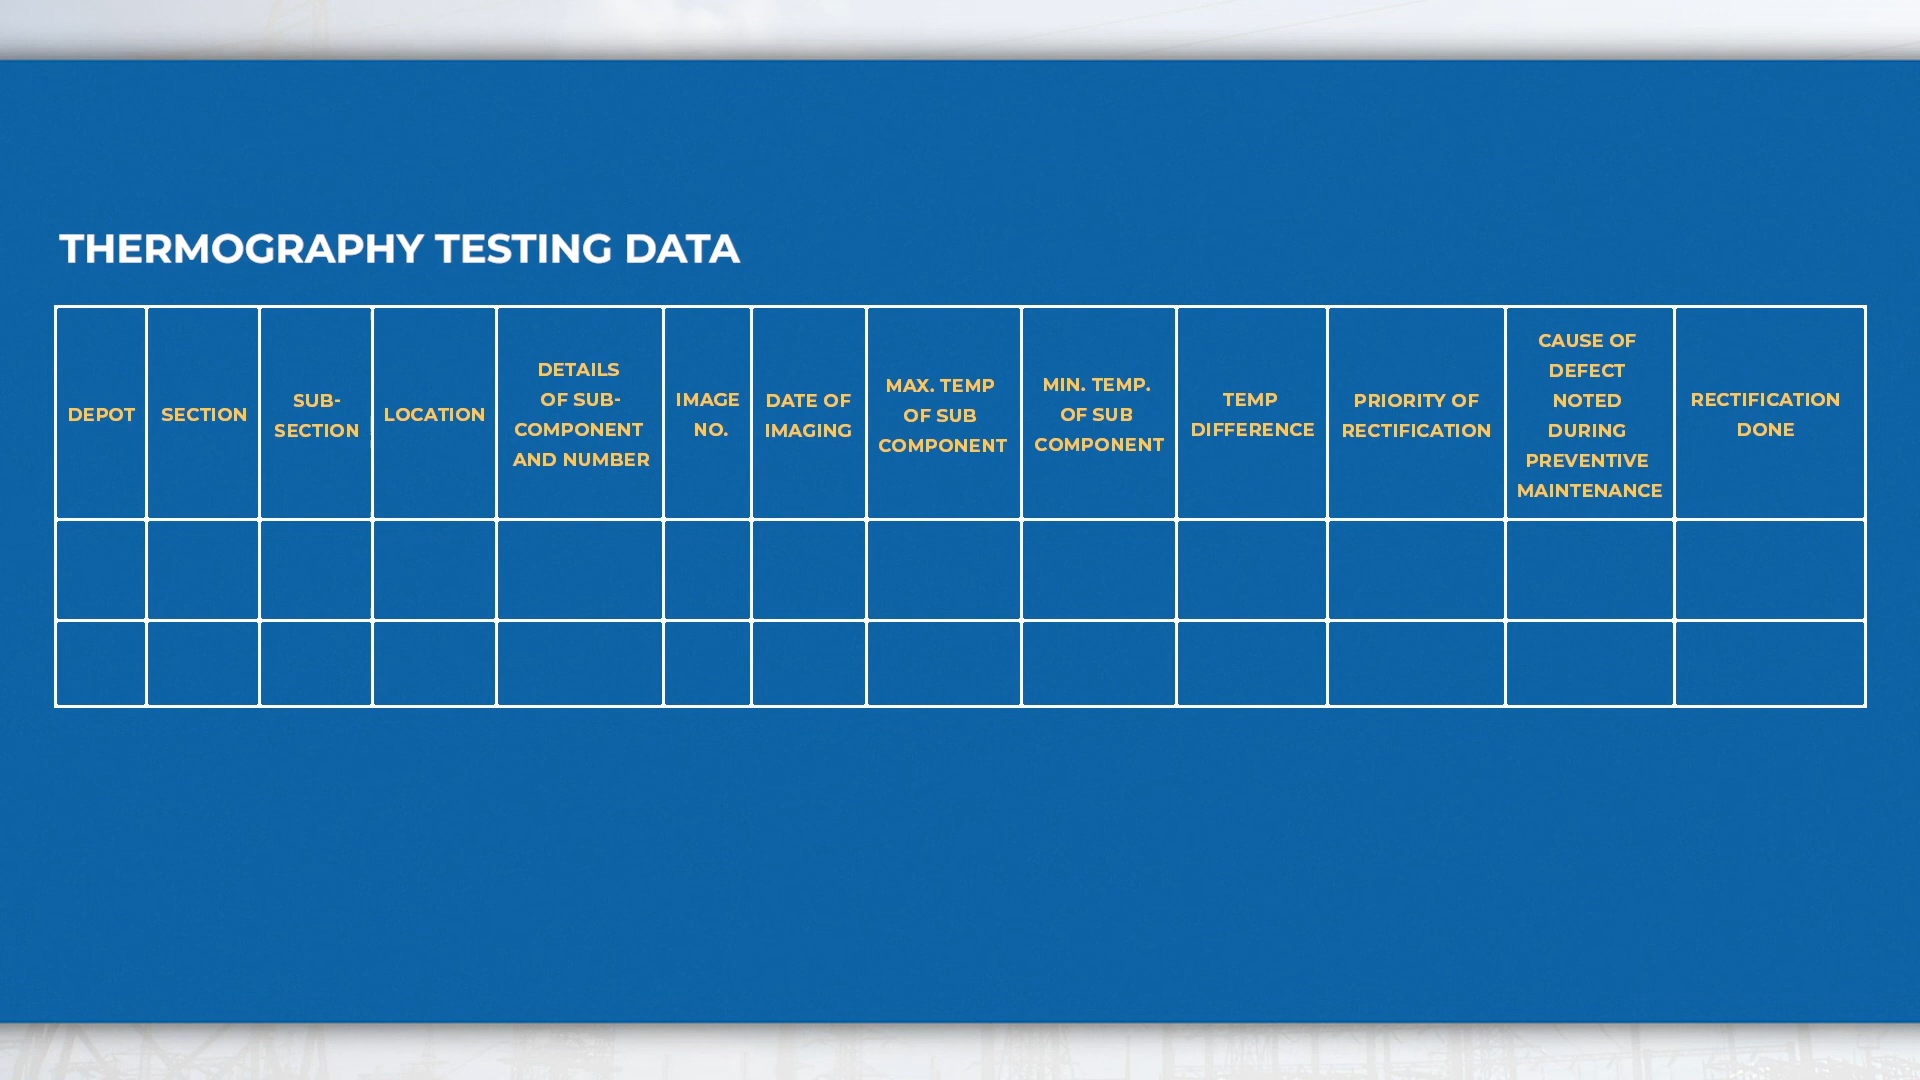 THERMOGRAPHY TESTING DATA
DEPOT
SECTION
SUB-
SECTION
LOCATION
DETAILS
OF SUB-
COMPONENT
AND NUMBER
IMAGE
NO.
DATE OF
IMAGING
MAX. TEMP
OF SUB
COMPONENT
MIN. TEMP.
OF SUB
COMPONENT
TEMP
DIFFERENCE
PRIORITY OF
RECTIFICATION
CAUSE OF
DEFECT
NOTED
DURING
PREVENTIVE
MAINTENANCE
RECTIFICATION
DONE